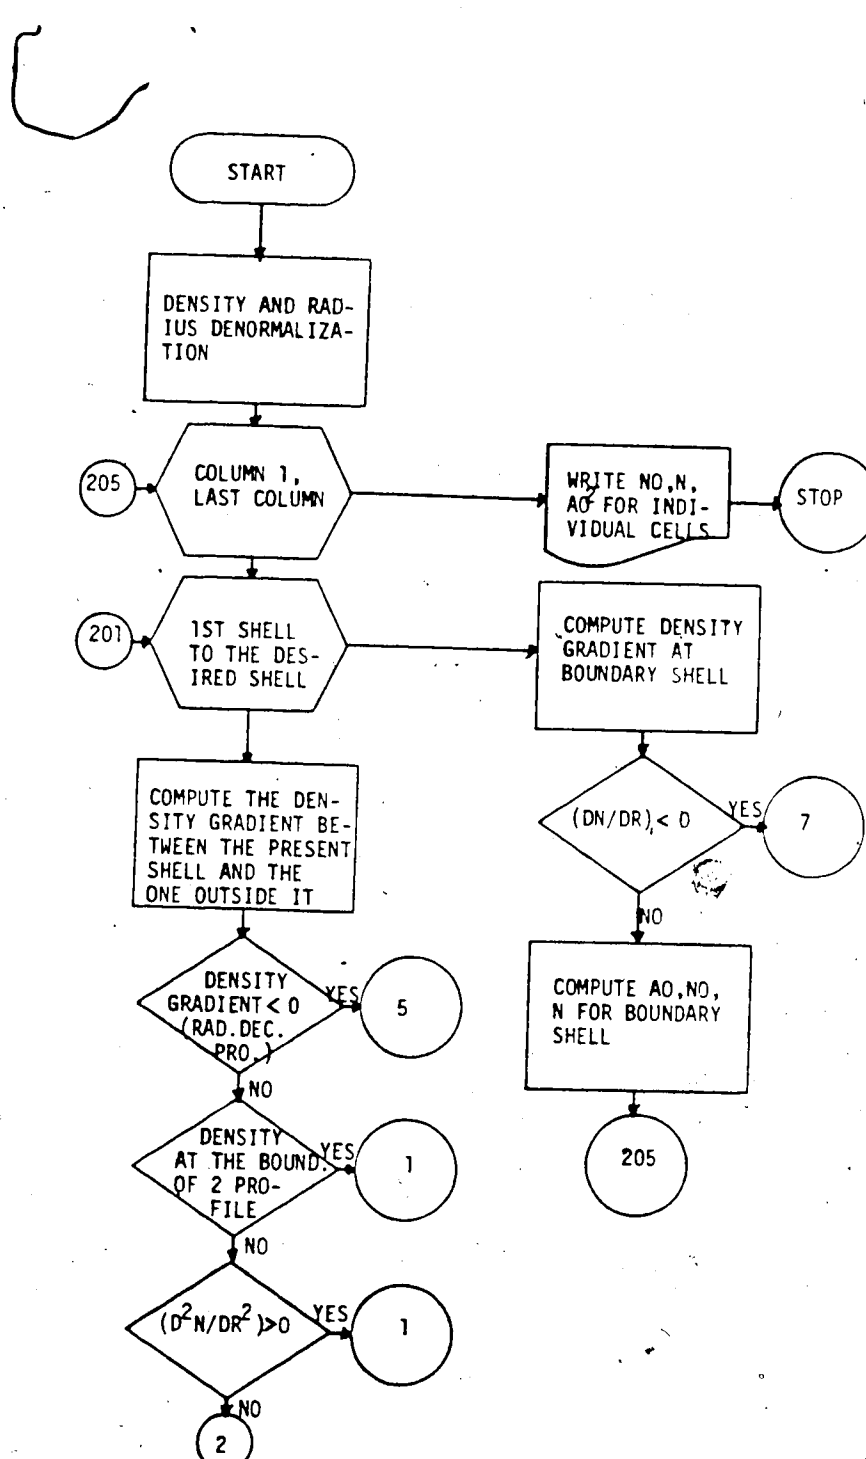 START
DENSITY AND RAD-
IUS DENORMALIZA-
TION
205
COLUMN 1,
LAST COLUMN
WRITE NO,N,
AO² FOR INDI-
VIDUAL CELLS
STOP
201
1ST SHELL
TO THE DES-
IRED SHELL
COMPUTE DENSITY
GRADIENT AT
BOUNDARY SHELL
(DN/DR) < 0
YES
7
NO
COMPUTE AO,NO,
N FOR BOUNDARY
SHELL
205
COMPUTE THE DEN-
SITY GRADIENT BE-
TWEEN THE PRESENT
SHELL AND THE
ONE OUTSIDE IT
DENSITY
GRADIENT < 0
(RAD.DEC.
PRO.)
YES
5
NO
DENSITY
AT THE BOUND.
OF 2 PRO-
FILE
YES
1
NO
(D²N/DR²)>0
YES
1
NO
2